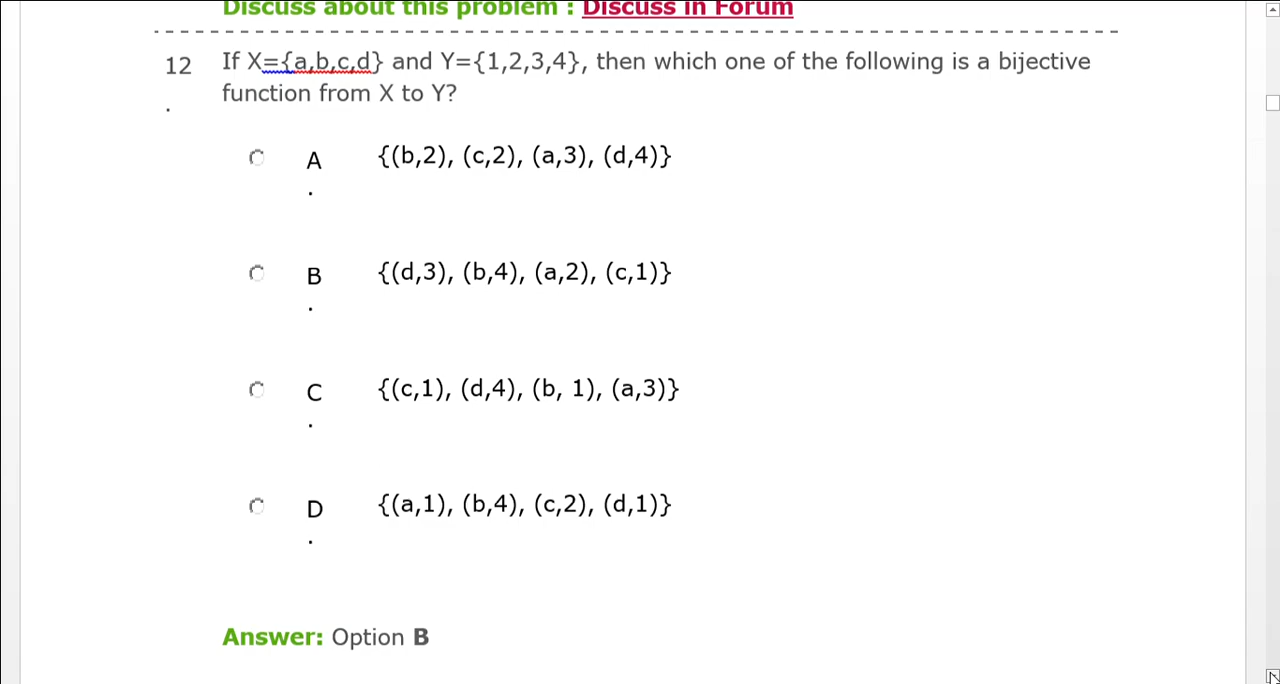 Discuss about this problem : Discuss in Forum
12 If X={a,b,c,d} and Y={1,2,3,4}, then which one of the following is a bijective
. function from X to Y?
A {(b,2), (c,2), (a,3), (d,4)}
.
B {(d,3), (b,4), (a,2), (c,1)}
.
C {(c,1), (d,4), (b, 1), (a,3)}
.
D {(a,1), (b,4), (c,2), (d,1)}
.
Answer: Option B